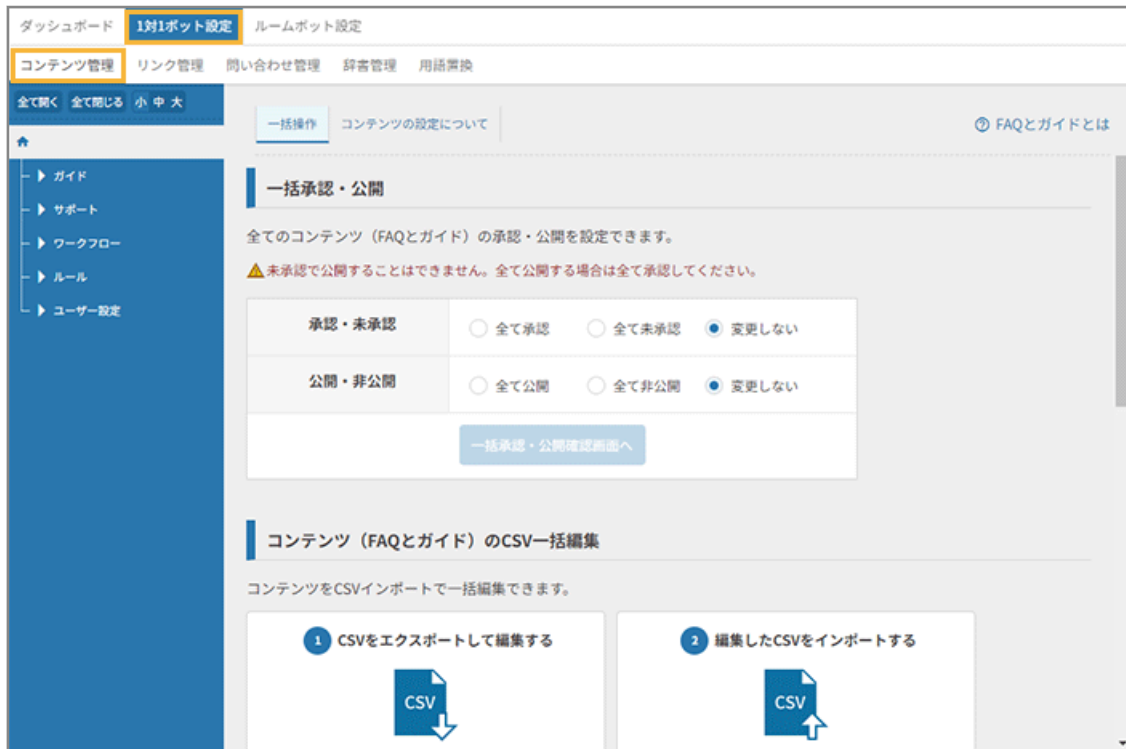 ダッシュボード 1対1ボット設定 ルームボット設定
コンテンツ管理 リンク管理 問い合わせ管理 辞書管理 用語置換
全て開く 全て閉じる 小 中 大
一括操作 コンテンツの設定について FAQとガイドとは
ガイド
サポート
ワークフロー
ルール
ユーザー設定
一括承認・公開
全てのコンテンツ（FAQとガイド）の承認・公開を設定できます。
未承認で公開することはできません。全て公開する場合は全て承認してください。
承認・未承認 全て承認 全て未承認 変更しない
公開・非公開 全て公開 全て非公開 変更しない
一括承認・公開確認画面へ
コンテンツ（FAQとガイド）のCSV一括編集
コンテンツをCSVインポートで一括編集できます。
1 CSVをエクスポートして編集する
CSV
2 編集したCSVをインポートする
CSV